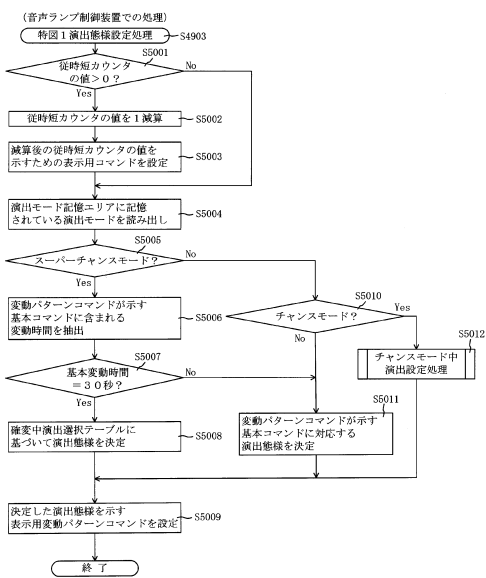 (音声ランプ制御装置での処理)
特図1演出態様設定処理
S4903
S5001
従時短カウンタ
の値>0?
No
Yes
従時短カウンタの値を1減算
S5002
減算後の従時短カウンタの値を
示すための表示用コマンドを設定
S5003
演出モード記憶エリアに記憶
されている演出モードを読み出し
S5004
S5005
スーパーチャンスモード?
No
Yes
変動パターンコマンドが示す
基本コマンドに含まれる
変動時間を抽出
S5006
S5010
チャンスモード?
Yes
No
S5012
チャンスモード中
演出設定処理
S5007
基本変動時間
=30秒?
No
Yes
確変中演出選択テーブルに
基づいて演出態様を決定
S5008
S5011
変動パターンコマンドが示す
基本コマンドに対応する
演出態様を決定
決定した演出態様を示す
表示用変動パターンコマンドを設定
S5009
終了